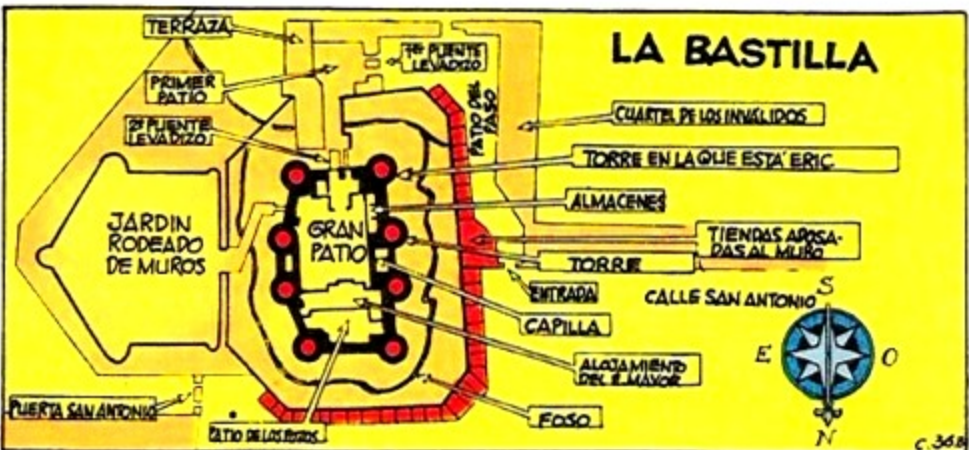 TERRAZA
LA BASTILLA
1er PUENTE
LEVADIZO
PRIMER
PATIO
PATIO DEL
PASO
CUARTEL DE LOS INVÁLIDOS
2º PUENTE
LEVADIZO
TORRE EN LA QUE ESTÁ ERIC
ALMACENES
JARDIN
RODEADO
DE MUROS
GRAN
PATIO
TIENDAS ADOSA-
DAS AL MURO
TORRE
ENTRADA
CALLE SAN ANTONIO
S
CAPILLA
E
O
ALOJAMIENTO
DEL E. MAYOR
PUERTA SAN ANTONIO
FOSO
PATIO DE LOS POZOS
N
C. 36.B